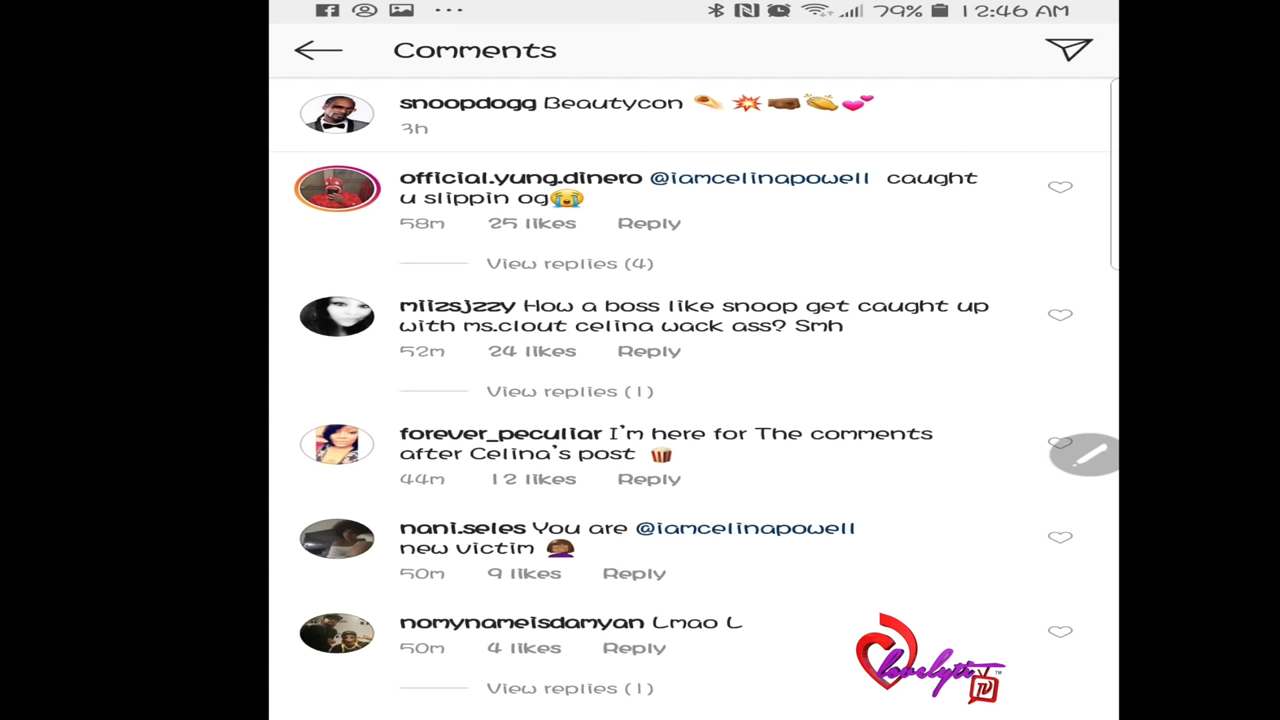 79% 12:46 AM
Comments
snoopdogg Beautycon
3h
official.yung.dinero @iamcelinapowell caught
u slippin og
58m 25 likes Reply
View replies (4)
miizsjzzy How a boss like snoop get caught up
with ms.clout celina wack ass? Smh
52m 24 likes Reply
View replies (1)
forever_peculiar I'm here for The comments
after Celina's post
44m 12 likes Reply
nani.seles You are @iamcelinapowell
new victim
50m 9 likes Reply
nomynameisdamyan Lmao L
50m 4 likes Reply
View replies (1)
lovelyti TV™